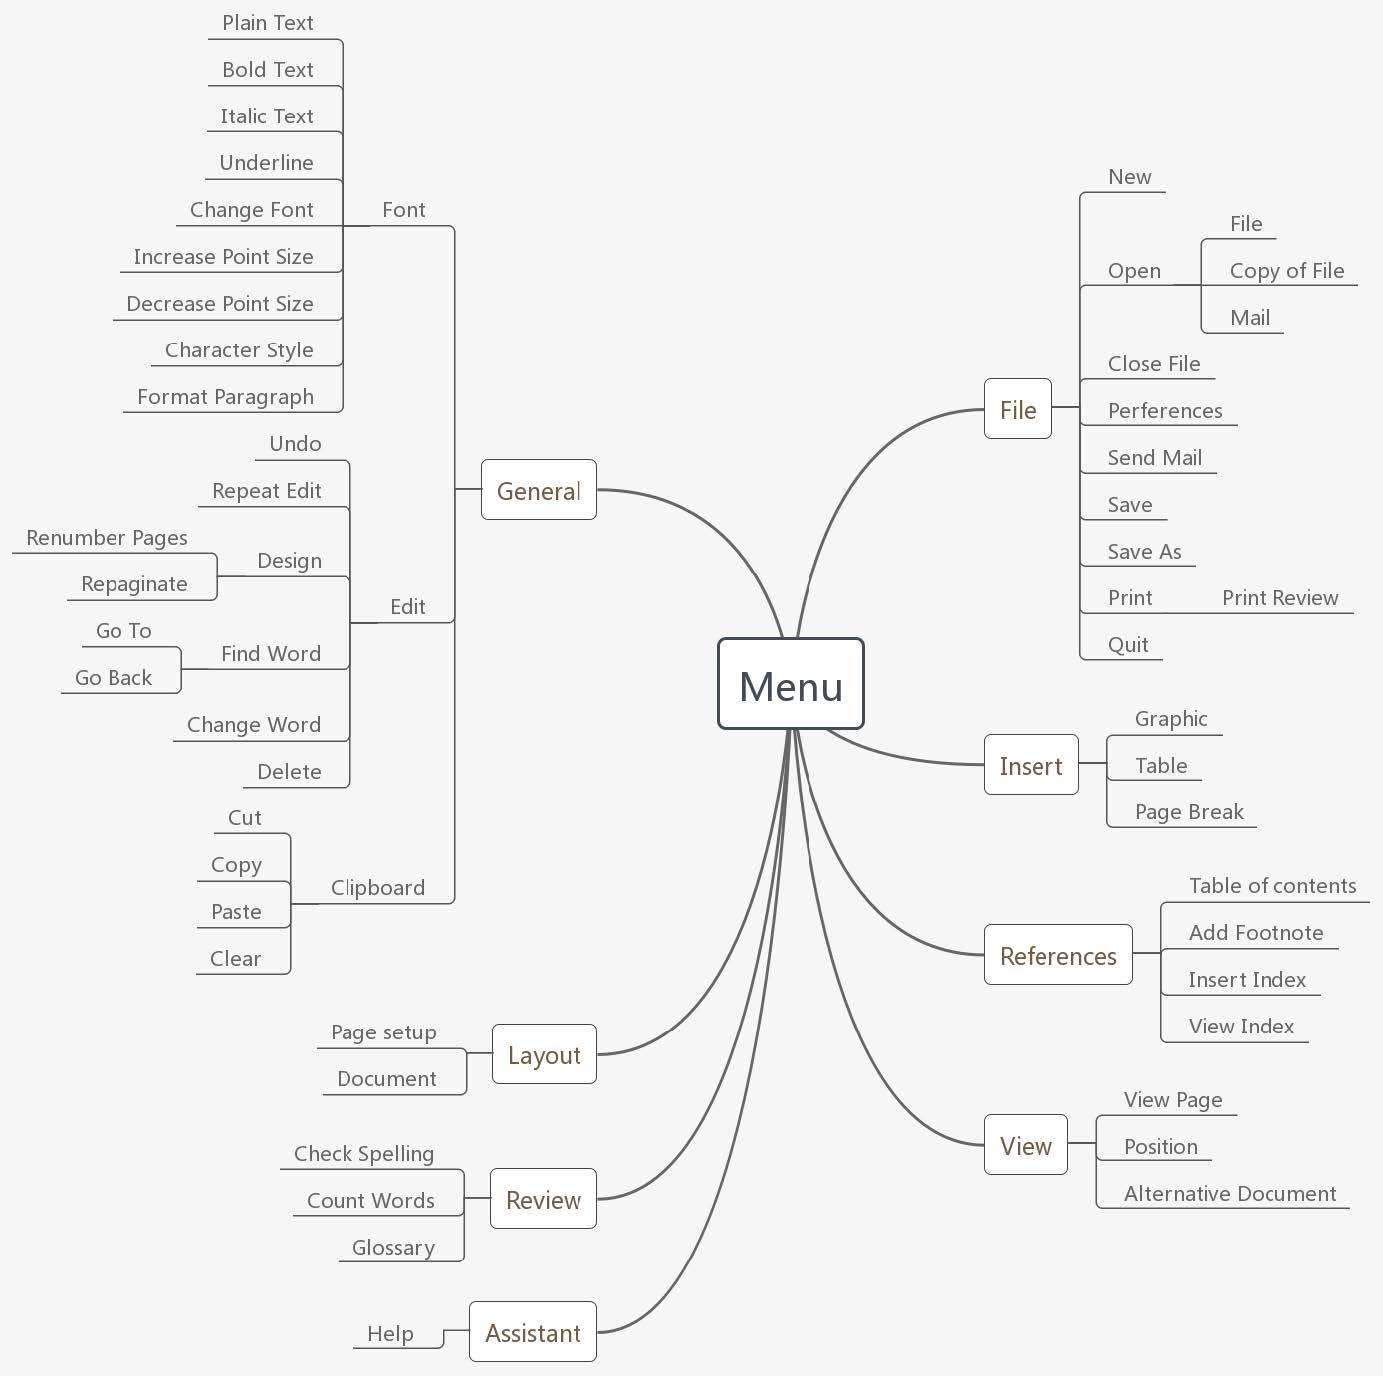 Menu
General
Font
Plain Text
Bold Text
Italic Text
Underline
Change Font
Increase Point Size
Decrease Point Size
Character Style
Format Paragraph
Edit
Undo
Repeat Edit
Design
Renumber Pages
Repaginate
Find Word
Go To
Go Back
Change Word
Delete
Clipboard
Cut
Copy
Paste
Clear
Layout
Page setup
Document
Review
Check Spelling
Count Words
Glossary
Assistant
Help
File
New
Open
File
Copy of File
Mail
Close File
Perferences
Send Mail
Save
Save As
Print
Print Review
Quit
Insert
Graphic
Table
Page Break
References
Table of contents
Add Footnote
Insert Index
View Index
View
View Page
Position
Alternative Document